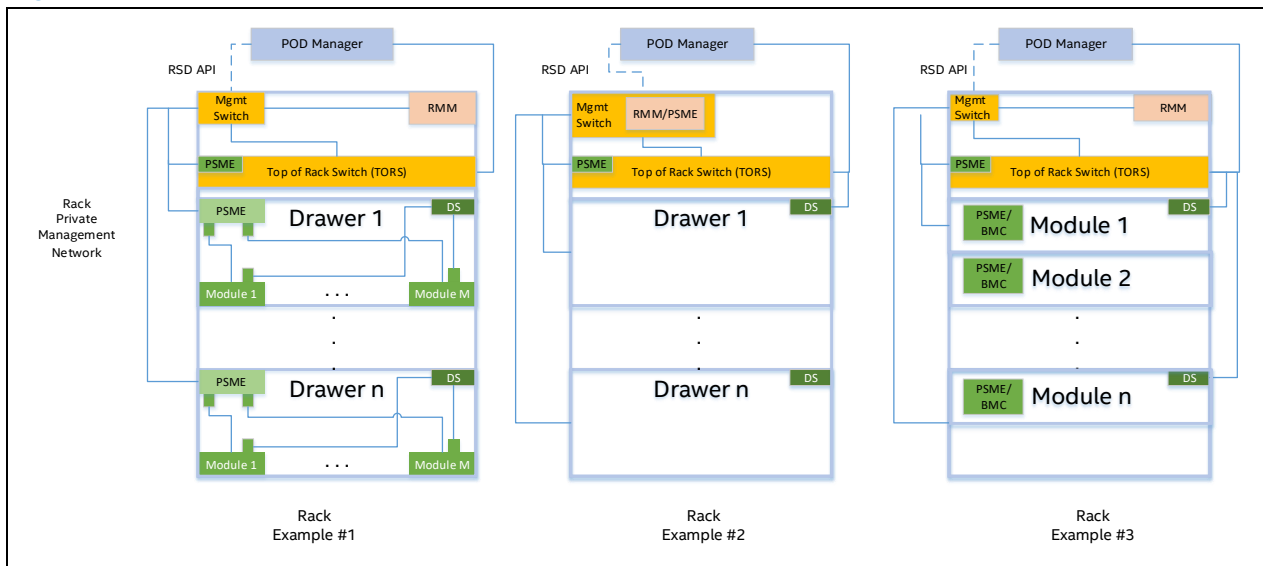 POD Manager
RSD API
Mgmt
Switch
RMM
PSME
Top of Rack Switch (TORS)
Rack
Private
Management
Network
PSME
Drawer 1
DS
Module 1
. . .
Module M
.
.
.
PSME
Drawer n
DS
Module 1
. . .
Module M
Rack
Example #1
POD Manager
RSD API
Mgmt
Switch
RMM/PSME
PSME
Top of Rack Switch (TORS)
Drawer 1
DS
.
.
.
Drawer n
DS
Rack
Example #2
POD Manager
RSD API
Mgmt
Switch
RMM
PSME
Top of Rack Switch (TORS)
DS
PSME/
BMC
Module 1
PSME/
BMC
Module 2
.
.
.
DS
PSME/
BMC
Module n
Rack
Example #3